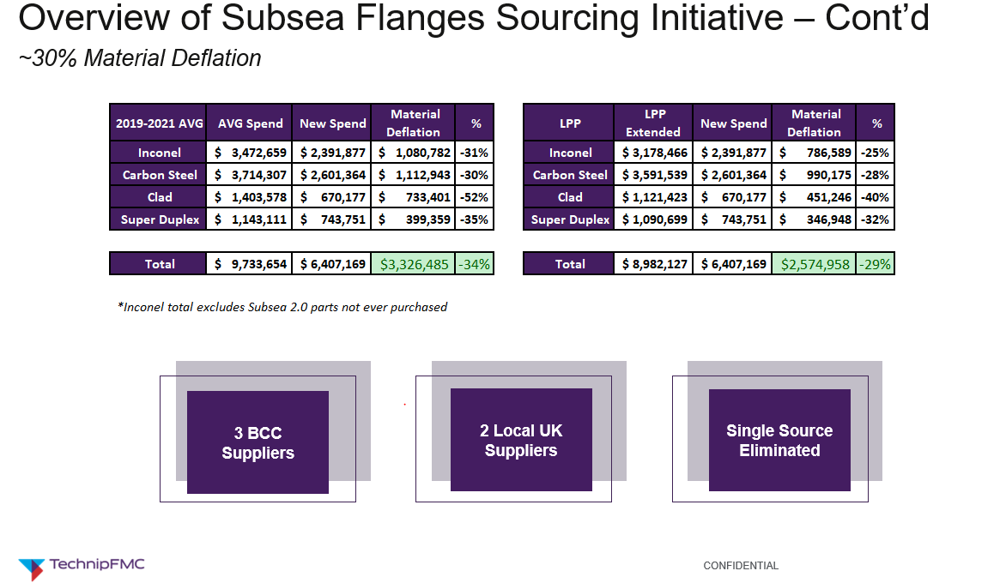 Overview of Subsea Flanges Sourcing Initiative – Cont’d
~30% Material Deflation
2019-2021 AVG AVG Spend New Spend Material Deflation %
Inconel $ 3,472,659 $ 2,391,877 $ 1,080,782 -31%
Carbon Steel $ 3,714,307 $ 2,601,364 $ 1,112,943 -30%
Clad $ 1,403,578 $ 670,177 $ 733,401 -52%
Super Duplex $ 1,143,111 $ 743,751 $ 399,359 -35%
Total $ 9,733,654 $ 6,407,169 $3,326,485 -34%
LPP LPP Extended New Spend Material Deflation %
Inconel $ 3,178,466 $ 2,391,877 $ 786,589 -25%
Carbon Steel $ 3,591,539 $ 2,601,364 $ 990,175 -28%
Clad $ 1,121,423 $ 670,177 $ 451,246 -40%
Super Duplex $ 1,090,699 $ 743,751 $ 346,948 -32%
Total $ 8,982,127 $ 6,407,169 $2,574,958 -29%
*Inconel total excludes Subsea 2.0 parts not ever purchased
3 BCC
Suppliers
2 Local UK
Suppliers
Single Source
Eliminated
TechnipFMC
CONFIDENTIAL